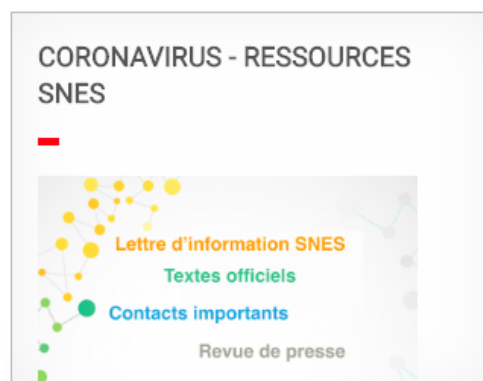 CORONAVIRUS - RESSOURCES
SNES
Lettre d'information SNES
Textes officiels
Contacts importants
Revue de presse